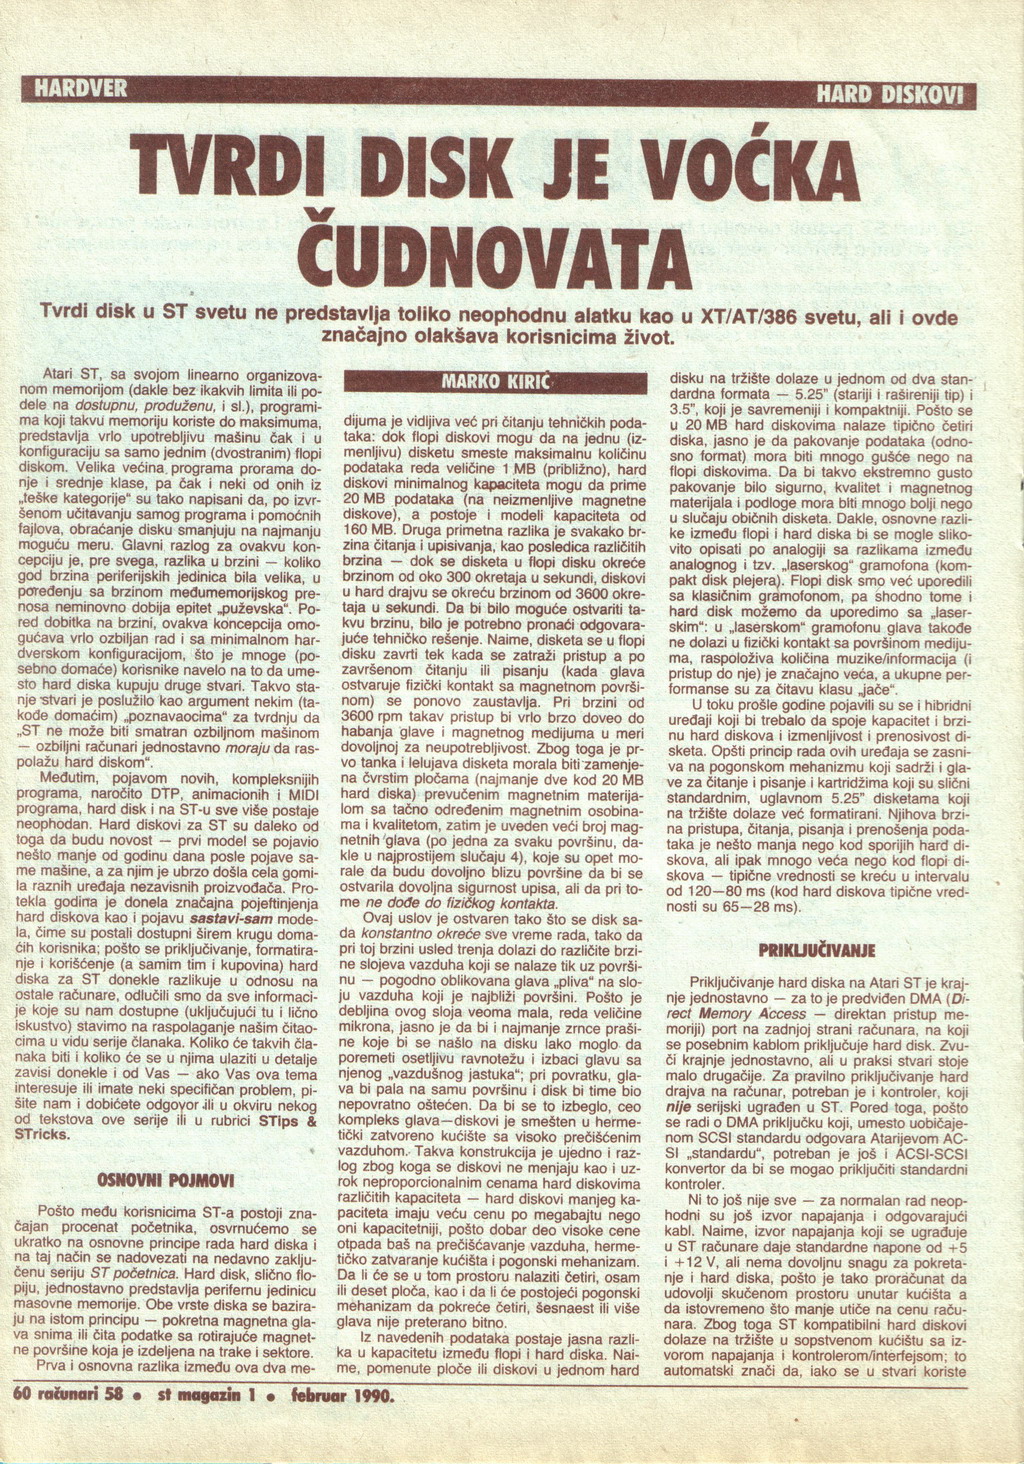 HARDVER
HARD DISKOVI
TVRDI DISK JE VOĆKA
ČUDNOVATA
Tvrdi disk u ST svetu ne predstavlja toliko neophodnu alatku kao u XT/AT/386 svetu, ali i ovde
značajno olakšava korisnicima život.
Atari ST, sa svojom linearno organizova-
nom memorijom (dakle bez ikakvih limita ili po-
dele na dostupnu, produženu, i sl.), programi-
ma koji takvu memoriju koriste do maksimuma,
predstavlja vrlo upotrebljivu mašinu čak i u
konfiguraciju sa samo jednim (dvostranim) flopi
diskom. Velika većina programa prorama do-
nje i srednje klase, pa čak i neki od onih iz
„teške kategorije“ su tako napisani da, po izvr-
šenom učitavanju samog programa i pomoćnih
fajlova, obraćanje disku smanjuju na najmanju
moguću meru. Glavni razlog za ovakvu kon-
cepciju je, pre svega, razlika u brzini — koliko
god brzina periferijskih jedinica bila velika, u
poređenju sa brzinom međumemorijskog pre-
nosa neminovno dobija epitet „puževska“. Po-
red dobitka na brzini, ovakva koncepcija omo-
gućava vrlo ozbiljan rad i sa minimalnom har-
dverskom konfiguracijom, što je mnoge (po-
sebno domaće) korisnike navelo na to da ume-
sto hard diska kupuju druge stvari. Takvo sta-
nje stvari je poslužilo kao argument nekim (ta-
kođe domaćim) „poznavaocima“ za tvrdnju da
„ST ne može biti smatran ozbiljnom mašinom
— ozbiljni računari jednostavno moraju da ras-
polažu hard diskom“.
Međutim, pojavom novih, kompleksnijih
programa, naročito DTP, animacionih i MIDI
programa, hard disk i na ST-u sve više postaje
neophodan. Hard diskovi za ST su daleko od
toga da budu novost — prvi model se pojavio
nešto manje od godinu dana posle pojave sa-
me mašine, a za njim je ubrzo došla cela gomi-
la raznih uređaja nezavisnih proizvođača. Pro-
tekla godina je donela značajna pojeftinjenja
hard diskova kao i pojavu sastavi-sam mode-
la, čime su postali dostupni širem krugu doma-
ćih korisnika; pošto se priključivanje, formatira-
nje i korišćenje (a samim tim i kupovina) hard
diska za ST donekle razlikuje u odnosu na
ostale računare, odlučili smo da sve informaci-
je koje su nam dostupne (uključujući tu i lično
iskustvo) stavimo na raspolaganje našim čitao-
cima u vidu serije članaka. Koliko će takvih čla-
naka biti i koliko će se u njima ulaziti u detalje
zavisi donekle i od Vas — ako Vas ova tema
interesuje ili imate neki specifičan problem, pi-
šite nam i dobićete odgovor ili u okviru nekog
od tekstova ove serije ili u rubrici STips &
STricks.
OSNOVNI POJMOVI
Pošto među korisnicima ST-a postoji zna-
čajan procenat početnika, osvrnućemo se
ukratko na osnovne principe rada hard diska i
na taj način se nadovezati na nedavno zaklju-
čenu seriju ST početnica. Hard disk, slično flo-
piju, jednostavno predstavlja perifernu jedinicu
masovne memorije. Obe vrste diska se bazira-
ju na istom principu — pokretna magnetna gla-
va snima ili čita podatke sa rotirajuće magnet-
ne površine koja je izdeljena na trake i sektore.
Prva i osnovna razlika između ova dva me-
MARKO KIRIĆ
dijuma je vidljiva već pri čitanju tehničkih poda-
taka: dok flopi diskovi mogu da na jednu (iz-
menljivu) disketu smeste maksimalnu količinu
podataka reda veličine 1 MB (približno), hard
diskovi minimalnog kapaciteta mogu da prime
20 MB podataka (na neizmenljive magnetne
diskove), a postoje i modeli kapaciteta od
160 MB. Druga primetna razlika je svakako br-
zina čitanja i upisivanja, kao posledica različitih
brzina — dok se disketa u flopi disku okreće
brzinom od oko 300 okretaja u sekundi, diskovi
u hard drajvu se okreću brzinom od 3600 okre-
taja u sekundi. Da bi bilo moguće ostvariti ta-
kvu brzinu, bilo je potrebno pronaći odgovara-
juće tehničko rešenje. Naime, disketa se u flopi
disku zavrti tek kada se zatraži pristup a po
završenom čitanju ili pisanju (kada glava
ostvaruje fizički kontakt sa magnetnom površi-
nom) se ponovo zaustavlja. Pri brzini od
3600 rpm takav pristup bi vrlo brzo doveo do
habanja glave i magnetnog medijuma u meri
dovoljnoj za neupotrebljivost. Zbog toga je pr-
vo tanka i lelujava disketa morala biti zamenje-
na čvrstim pločama (najmanje dve kod 20 MB
hard diska) prevučenim magnetnim materija-
lom sa tačno određenim magnetnim osobina-
ma i kvalitetom, zatim je uveden veći broj mag-
netnih glava (po jedna za svaku površinu, da-
kle u najprostijem slučaju 4), koje su opet mo-
rale da budu dovoljno blizu površine da bi se
ostvarila dovoljna sigurnost upisa, ali da pri to-
me ne dođe do fizičkog kontakta.
Ovaj uslov je ostvaren tako što se disk sa-
da konstantno okreće sve vreme rada, tako da
pri toj brzini usled trenja dolazi do različite brzi-
ne slojeva vazduha koji se nalaze tik uz površi-
nu — pogodno oblikovana glava „pliva“ na slo-
ju vazduha koji je najbliži površini. Pošto je
debljina ovog sloja veoma mala, reda veličine
mikrona, jasno je da bi i najmanje zrnce praši-
ne koje bi se našlo na disku lako moglo da
poremeti osetljivu ravnotežu i izbaci glavu sa
njenog „vazdušnog jastuka“; pri povratku, gla-
va bi pala na samu površinu i disk bi time bio
nepovratno oštećen. Da bi se to izbeglo, ceo
kompleks glava—diskovi je smešten u herme-
tički zatvoreno kućište sa visoko prečišćenim
vazduhom. Takva konstrukcija je ujedno i raz-
log zbog koga se diskovi ne menjaju kao i uz-
rok neproporcionalnim cenama hard diskovima
različitih kapaciteta — hard diskovi manjeg ka-
paciteta imaju veću cenu po megabajtu nego
oni kapacitetniji, pošto dobar deo visoke cene
otpada baš na prečišćavanje vazduha, herme-
tičko zatvaranje kućišta i pogonski mehanizam.
Da li će se u tom prostoru nalaziti četiri, osam
ili deset ploča, kao i da li će postojeći pogonski
mehanizam da pokreće četiri, šesnaest ili više
glava nije preterano bitno.
Iz navedenih podataka postaje jasna razli-
ka u kapacitetu između flopi i hard diska. Nai-
me, pomenute ploče ili diskovi u jednom hard
disku na tržište dolaze u jednom od dva stan-
dardna formata — 5.25” (stariji i rašireniji tip) i
3.5”, koji je savremeniji i kompaktniji. Pošto se
u 20 MB hard diskovima nalaze tipično četiri
diska, jasno je da pakovanje podataka (odno-
sno format) mora biti mnogo gušće nego na
flopi diskovima. Da bi takvo ekstremno gusto
pakovanje bilo sigurno, kvalitet i magnetnog
materijala i podloge mora biti mnogo bolji nego
u slučaju običnih disketa. Dakle, osnovne razli-
ke između flopi i hard diska bi se mogle sliko-
vito opisati po analogiji sa razlikama između
analognog i tzv. „laserskog“ gramofona (kom-
pakt disk plejera). Flopi disk smo već uporedili
sa klasičnim gramofonom, pa shodno tome i
hard disk možemo da uporedimo sa „laser-
skim“: u „laserskom“ gramofonu glava takođe
ne dolazi u fizički kontakt sa površinom mediju-
ma, raspoloživa količina muzike/informacija (i
pristup do nje) je značajno veća, a ukupne per-
formanse su za čitavu klasu „jače“.
U toku prošle godine pojavili su se i hibridni
uređaji koji bi trebalo da spoje kapacitet i brzi-
nu hard diskova i izmenljivost i prenosivost di-
sketa. Opšti princip rada ovih uređaja se zasni-
va na pogonskom mehanizmu koji sadrži i gla-
ve za čitanje i pisanje i kartridžima koji su slični
standardnim, uglavnom 5.25” disketama koji
na tržište dolaze već formatirani. Njihova brzi-
na pristupa, čitanja, pisanja i prenošenja poda-
taka je nešto manja nego kod sporijih hard di-
skova, ali ipak mnogo veća nego kod flopi di-
skova — tipične vrednosti se kreću u intervalu
od 120—80 ms (kod hard diskova tipične vred-
nosti su 65—28 ms).
PRIKLJUČIVANJE
Priključivanje hard diska na Atari ST je kraj-
nje jednostavno — za to je predviđen DMA (Di-
rect Memory Access — direktan pristup me-
moriji) port na zadnjoj strani računara, na koji
se posebnim kablom priključuje hard disk. Zvu-
či krajnje jednostavno, ali u praksi stvari stoje
malo drugačije. Za pravilno priključivanje hard
drajva na računar, potreban je i kontroler, koji
nije serijski ugrađen u ST. Pored toga, pošto
se radi o DMA priključku koji, umesto uobičaje-
nom SCSI standardu odgovara Atarijevom AC-
SI „standardu“, potreban je još i ACSI-SCSI
konvertor da bi se mogao priključiti standardni
kontroler.
Ni to još nije sve — za normalan rad neop-
hodni su još izvor napajanja i odgovarajući
kabl. Naime, izvor napajanja koji se ugrađuje
u ST računare daje standardne napone od +5
i +12 V, ali nema dovoljnu snagu za pokreta-
nje i hard diska, pošto je tako proračunat da
udovolji skučenom prostoru unutar kućišta a
da istovremeno što manje utiče na cenu raču-
nara. Zbog toga ST kompatibilni hard diskovi
dolaze na tržište u sopstvenom kućištu sa iz-
vorom napajanja i kontrolerom/interfejsom; to
automatski znači da, iako se u stvari koriste
60 računari 58 • st magazin 1 • februar 1990.